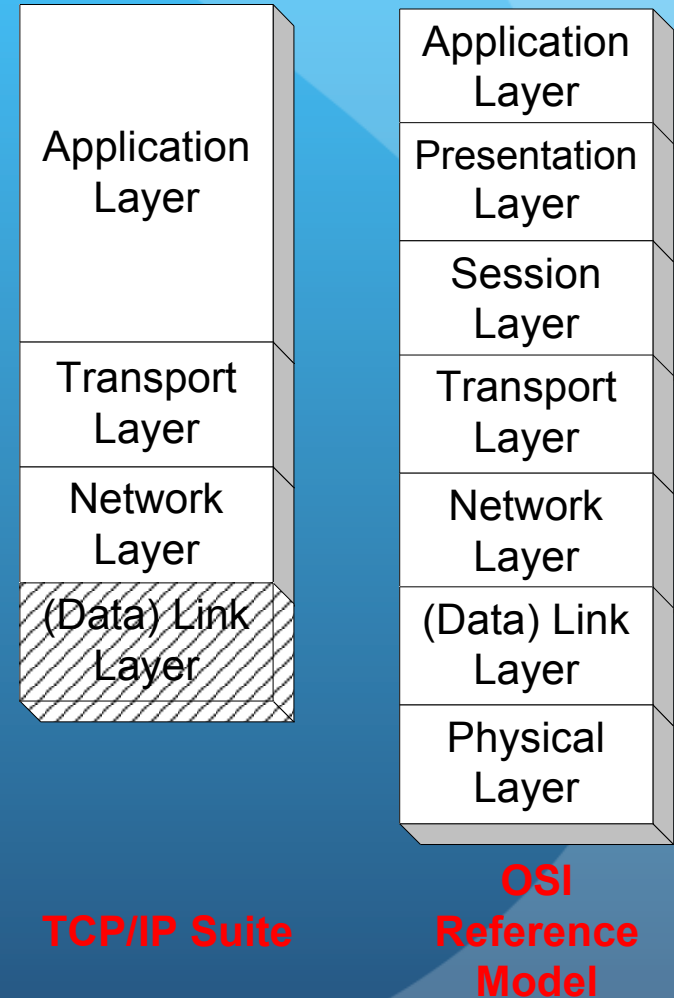 Application
Layer
Transport
Layer
Network
Layer
(Data) Link
Layer
TCP/IP Suite
Application
Layer
Presentation
Layer
Session
Layer
Transport
Layer
Network
Layer
(Data) Link
Layer
Physical
Layer
OSI
Reference
Model